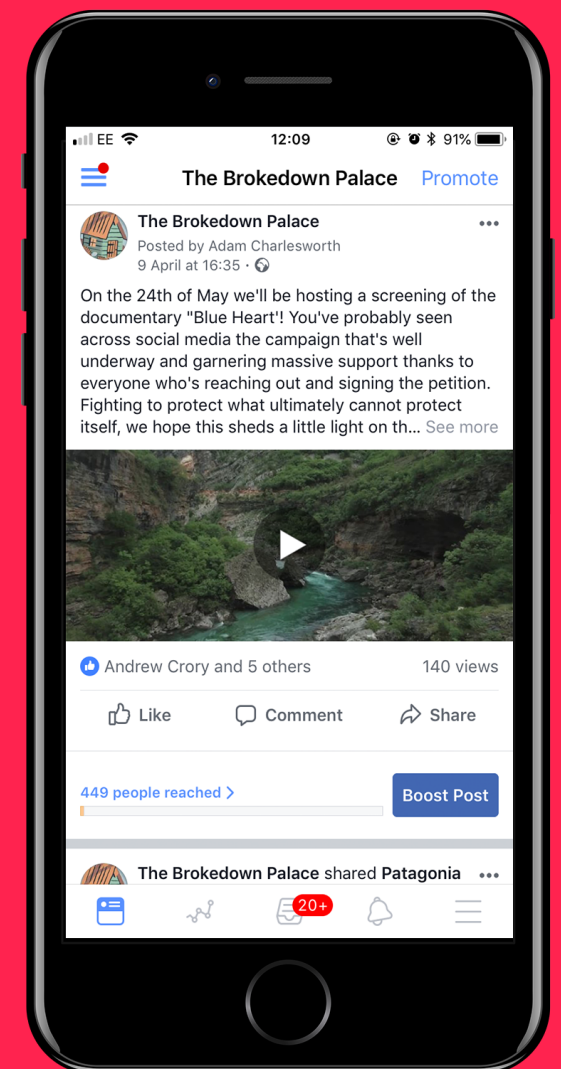 EE
12:09
91%
The Brokedown Palace
Promote
The Brokedown Palace
Posted by Adam Charlesworth
9 April at 16:35 ·
On the 24th of May we'll be hosting a screening of the
documentary "Blue Heart'! You've probably seen
across social media the campaign that's well
underway and garnering massive support thanks to
everyone who's reaching out and signing the petition.
Fighting to protect what ultimately cannot protect
itself, we hope this sheds a little light on th... See more
Andrew Crory and 5 others
140 views
Like
Comment
Share
449 people reached >
Boost Post
The Brokedown Palace shared Patagonia
20+